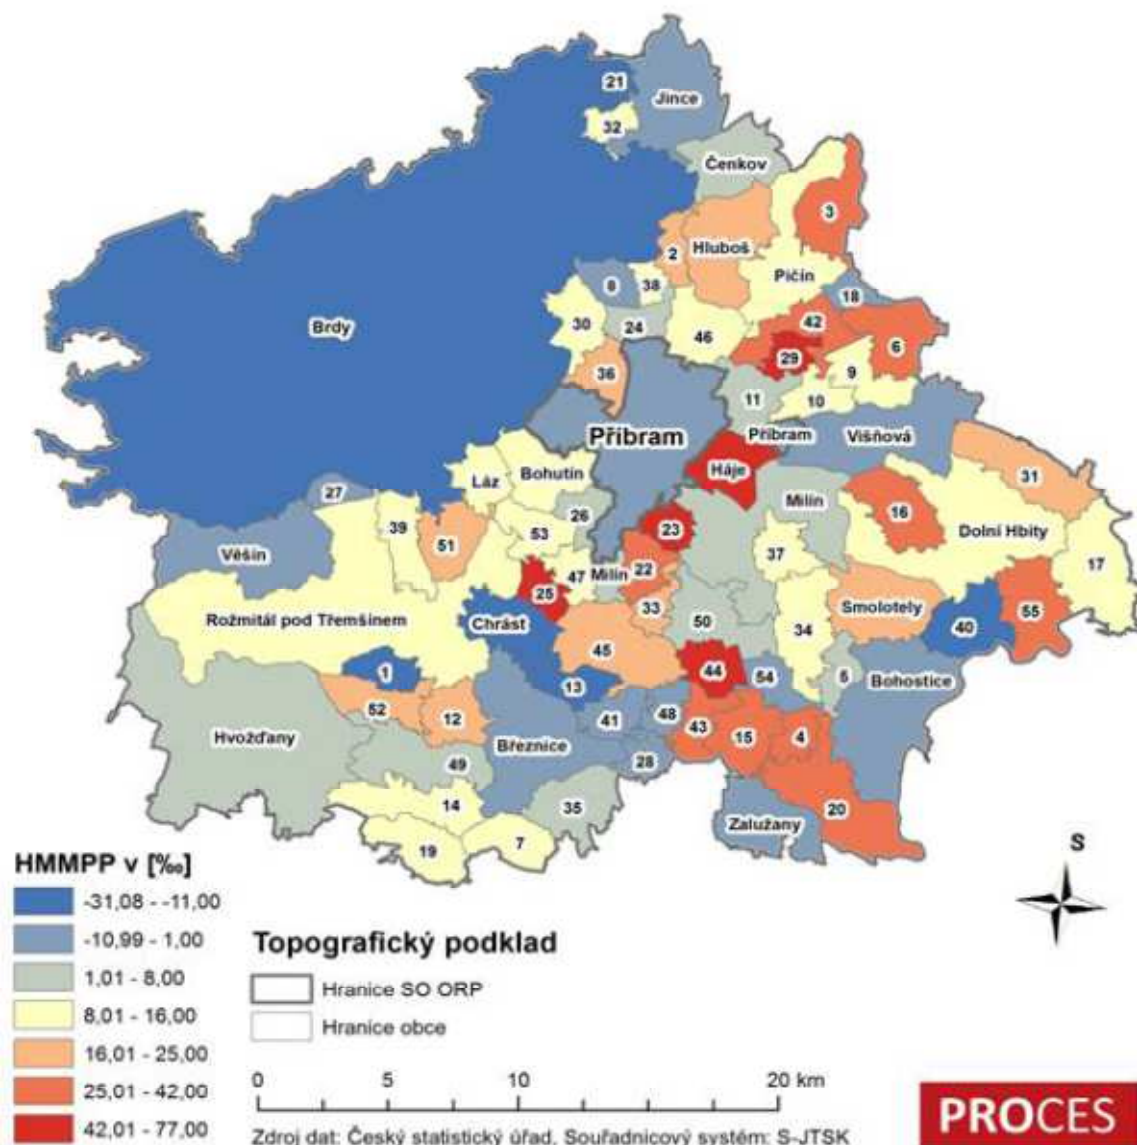 21
Jince
32
Čenkov
3
2
Hluboš
Pičín
8
38
18
Brdy
30
24
42
46
6
29
36
9
11
10
Příbram
Příbram
Višňová
Háje
31
Láz
Bohutín
27
Milín
16
26
39
23
Dolní Hbity
51
53
Věšín
37
17
22
47
Milín
25
33
Smolotely
55
Rožmitál pod Třemšínem
Chrást
50
34
40
45
1
44
54
5
Bohostice
13
52
12
41
48
43
15
4
Hvožďany
Březnice
49
28
14
35
20
Zalužany
19
7
HMMPP v [‰]
-31,08 - -11,00
-10,99 - 1,00
1,01 - 8,00
8,01 - 16,00
16,01 - 25,00
25,01 - 42,00
42,01 - 77,00
Topografický podklad
Hranice SO ORP
Hranice obce
S
0 5 10 20 km
Zdroj dat: Český statistický úřad, Souřadnicový systém: S-JTSK
PROCES